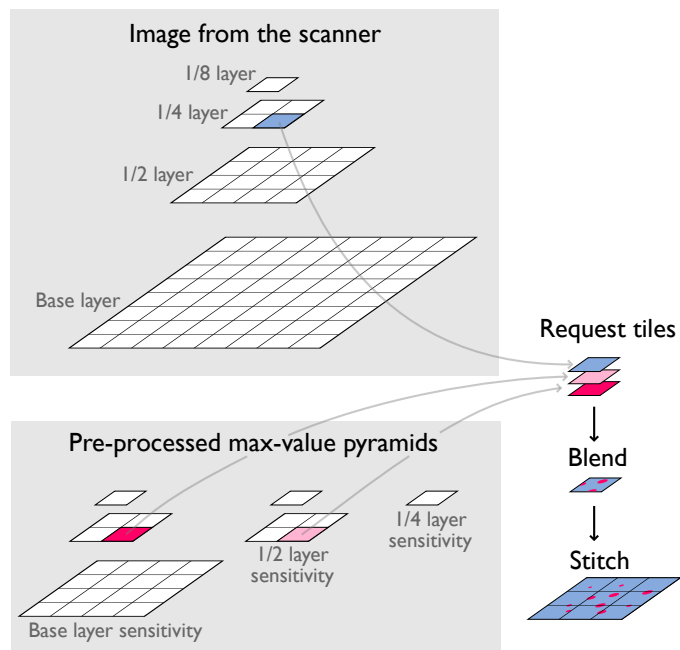 Image from the scanner
1/8 layer
1/4 layer
1/2 layer
Base layer
Request tiles
Blend
Stitch
Pre-processed max-value pyramids
1/4 layer
sensitivity
1/2 layer
sensitivity
Base layer sensitivity